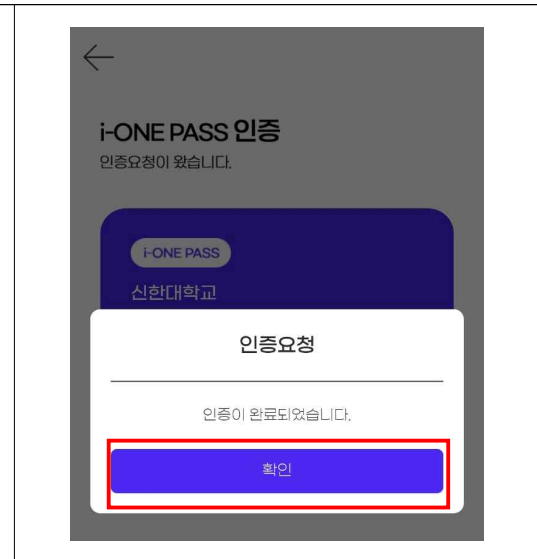 i-ONE PASS 인증
인증요청이 왔습니다.
i-ONE PASS
신한대학교
인증요청
인증이 완료되었습니다.
확인